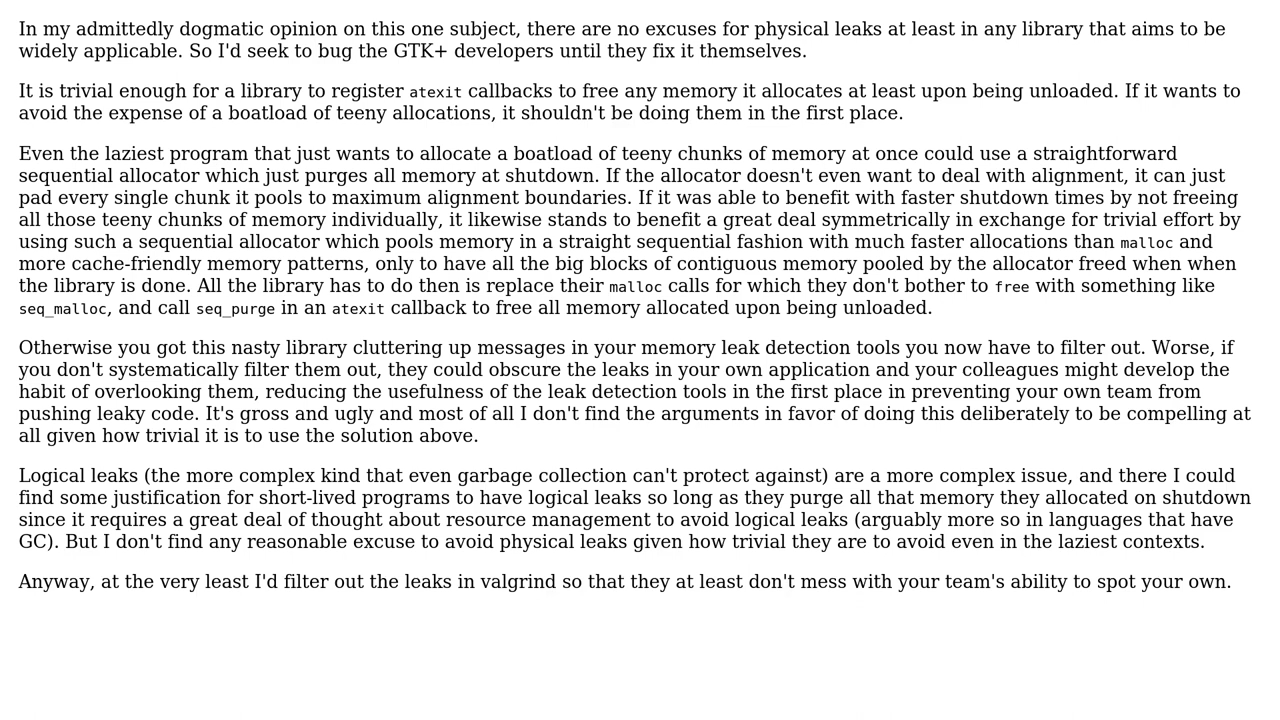 In my admittedly dogmatic opinion on this one subject, there are no excuses for physical leaks at least in any library that aims to be
widely applicable. So I'd seek to bug the GTK+ developers until they fix it themselves.
It is trivial enough for a library to register atexit callbacks to free any memory it allocates at least upon being unloaded. If it wants to
avoid the expense of a boatload of teeny allocations, it shouldn't be doing them in the first place.
Even the laziest program that just wants to allocate a boatload of teeny chunks of memory at once could use a straightforward
sequential allocator which just purges all memory at shutdown. If the allocator doesn't even want to deal with alignment, it can just
pad every single chunk it pools to maximum alignment boundaries. If it was able to benefit with faster shutdown times by not freeing
all those teeny chunks of memory individually, it likewise stands to benefit a great deal symmetrically in exchange for trivial effort by
using such a sequential allocator which pools memory in a straight sequential fashion with much faster allocations than malloc and
more cache-friendly memory patterns, only to have all the big blocks of contiguous memory pooled by the allocator freed when when
the library is done. All the library has to do then is replace their malloc calls for which they don't bother to free with something like
seq_malloc, and call seq_purge in an atexit callback to free all memory allocated upon being unloaded.
Otherwise you got this nasty library cluttering up messages in your memory leak detection tools you now have to filter out. Worse, if
you don't systematically filter them out, they could obscure the leaks in your own application and your colleagues might develop the
habit of overlooking them, reducing the usefulness of the leak detection tools in the first place in preventing your own team from
pushing leaky code. It's gross and ugly and most of all I don't find the arguments in favor of doing this deliberately to be compelling at
all given how trivial it is to use the solution above.
Logical leaks (the more complex kind that even garbage collection can't protect against) are a more complex issue, and there I could
find some justification for short-lived programs to have logical leaks so long as they purge all that memory they allocated on shutdown
since it requires a great deal of thought about resource management to avoid logical leaks (arguably more so in languages that have
GC). But I don't find any reasonable excuse to avoid physical leaks given how trivial they are to avoid even in the laziest contexts.
Anyway, at the very least I'd filter out the leaks in valgrind so that they at least don't mess with your team's ability to spot your own.